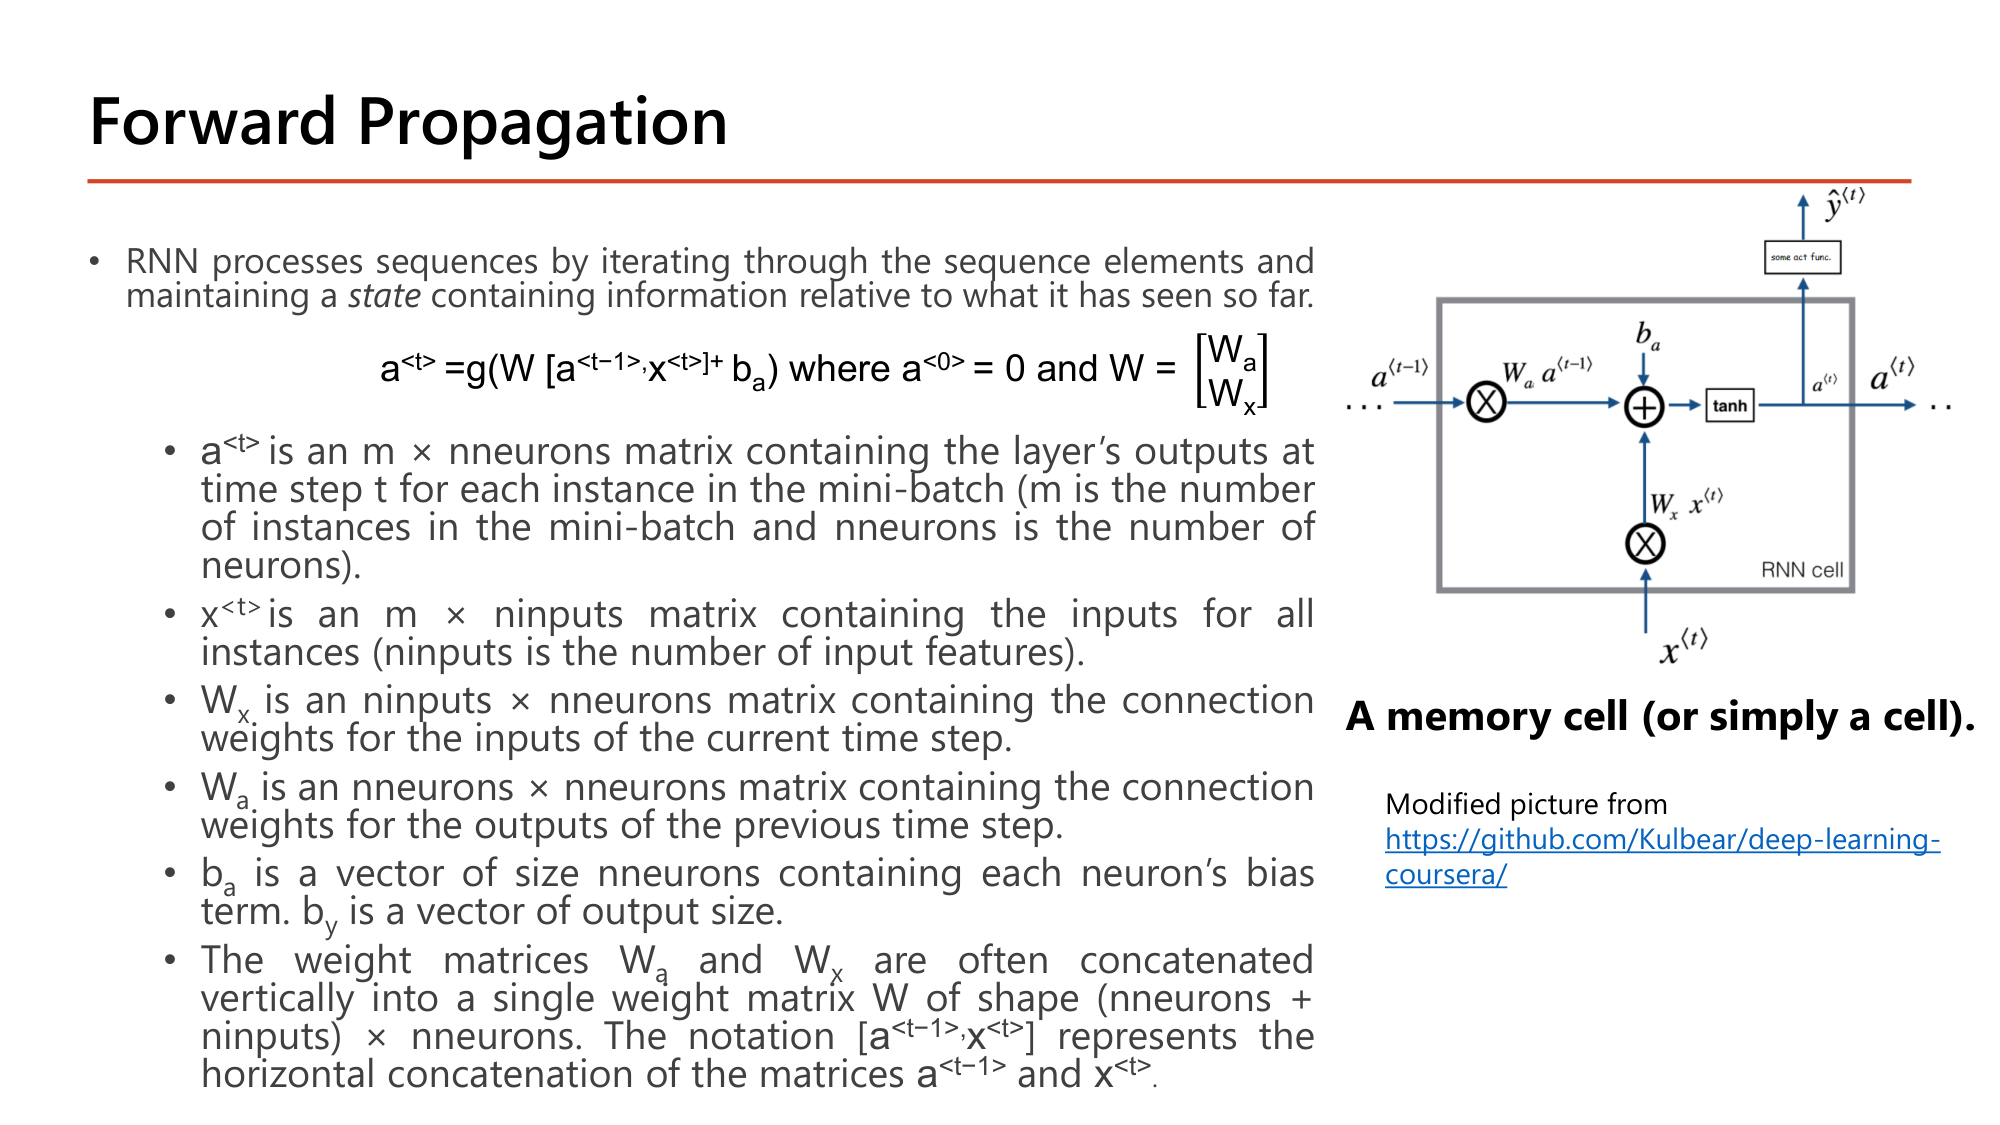 Forward Propagation
• RNN processes sequences by iterating through the sequence elements and
maintaining a state containing information relative to what it has seen so far.
a<t> =g(W [a<t−1>,x<t>]+ ba) where a<0> = 0 and W = [Wa
Wx]
• a<t> is an m × nneurons matrix containing the layer’s outputs at
time step t for each instance in the mini-batch (m is the number
of instances in the mini-batch and nneurons is the number of
neurons).
• x<t> is an m × ninputs matrix containing the inputs for all
instances (ninputs is the number of input features).
• Wx is an ninputs × nneurons matrix containing the connection
weights for the inputs of the current time step.
• Wa is an nneurons × nneurons matrix containing the connection
weights for the outputs of the previous time step.
• ba is a vector of size nneurons containing each neuron’s bias
term. by is a vector of output size.
• The weight matrices Wa and Wx are often concatenated
vertically into a single weight matrix W of shape (nneurons +
ninputs) × nneurons. The notation [a<t−1>,x<t>] represents the
horizontal concatenation of the matrices a<t−1> and x<t>.
ŷ⟨t⟩
some act func.
ba
a⟨t−1⟩
Wa a⟨t−1⟩
a⟨t⟩
a⟨t⟩
. . .
X
+
tanh
. .
Wx x⟨t⟩
X
RNN cell
x⟨t⟩
A memory cell (or simply a cell).
Modified picture from
https://github.com/Kulbear/deep-learning-
coursera/